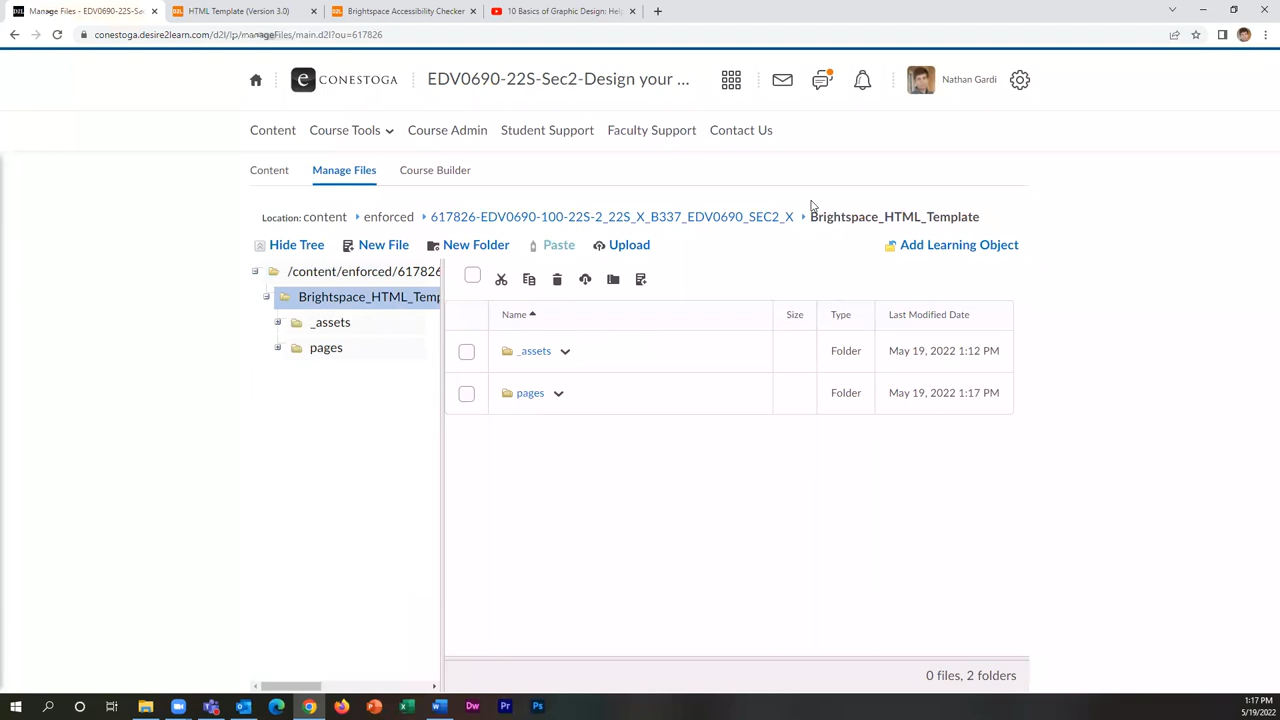 Manage Files - EDV0690-22S-Sec
HTML Template (Version 3.0)
Brightspace Accessibility Checker
10 Basics of Graphic Design: Help
conestoga.desire2learn.com/d2l/lp/manageFiles/main.d2l?ou=617826
CONESTOGA
EDV0690-22S-Sec2-Design your ...
Nathan Gardi
Content
Course Tools
Course Admin
Student Support
Faculty Support
Contact Us
Content
Manage Files
Course Builder
Location: content enforced 617826-EDV0690-100-22S-2_22S_X_B337_EDV0690_SEC2_X Brightspace_HTML_Template
Hide Tree
New File
New Folder
Paste
Upload
Add Learning Object
/content/enforced/617826
Brightspace_HTML_Temp
_assets
pages
Name
Size
Type
Last Modified Date
_assets
Folder
May 19, 2022 1:12 PM
pages
Folder
May 19, 2022 1:17 PM
0 files, 2 folders
1:17 PM
5/19/2022